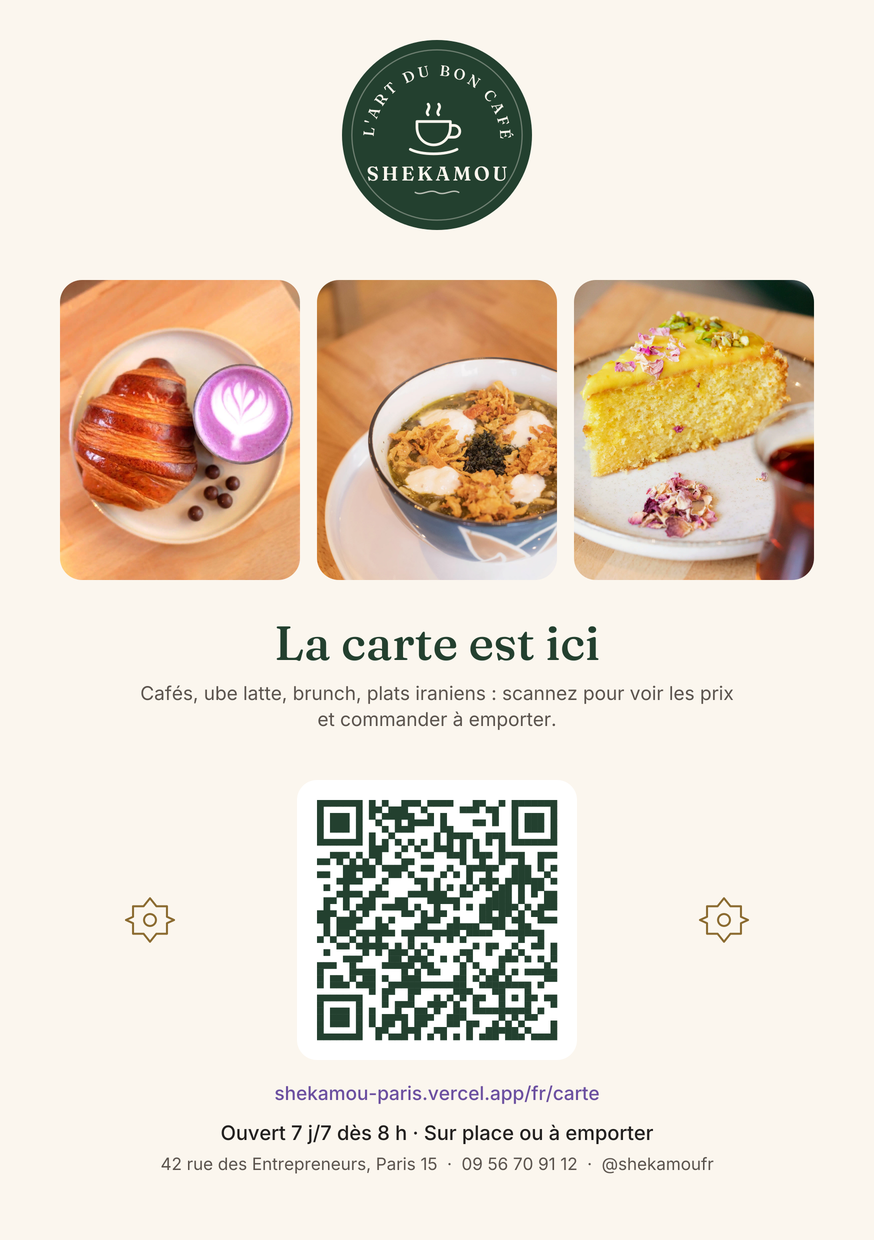 L'ART DU BON CAFÉ
SHEKAMOU
La carte est ici
Cafés, ube latte, brunch, plats iraniens : scannez pour voir les prix
et commander à emporter.
shekamou-paris.vercel.app/fr/carte
Ouvert 7 j/7 dès 8 h · Sur place ou à emporter
42 rue des Entrepreneurs, Paris 15 · 09 56 70 91 12 · @shekamoufr